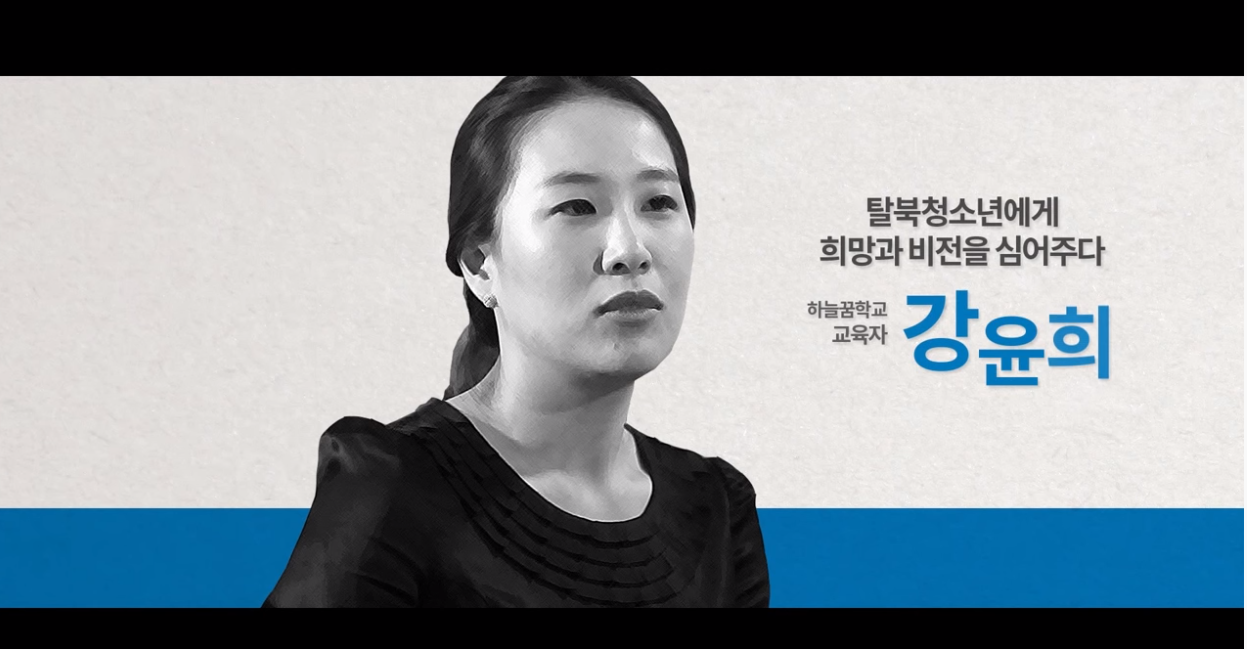 탈북청소년에게
희망과 비전을 심어주다
하늘꿈학교
교육자
강윤희